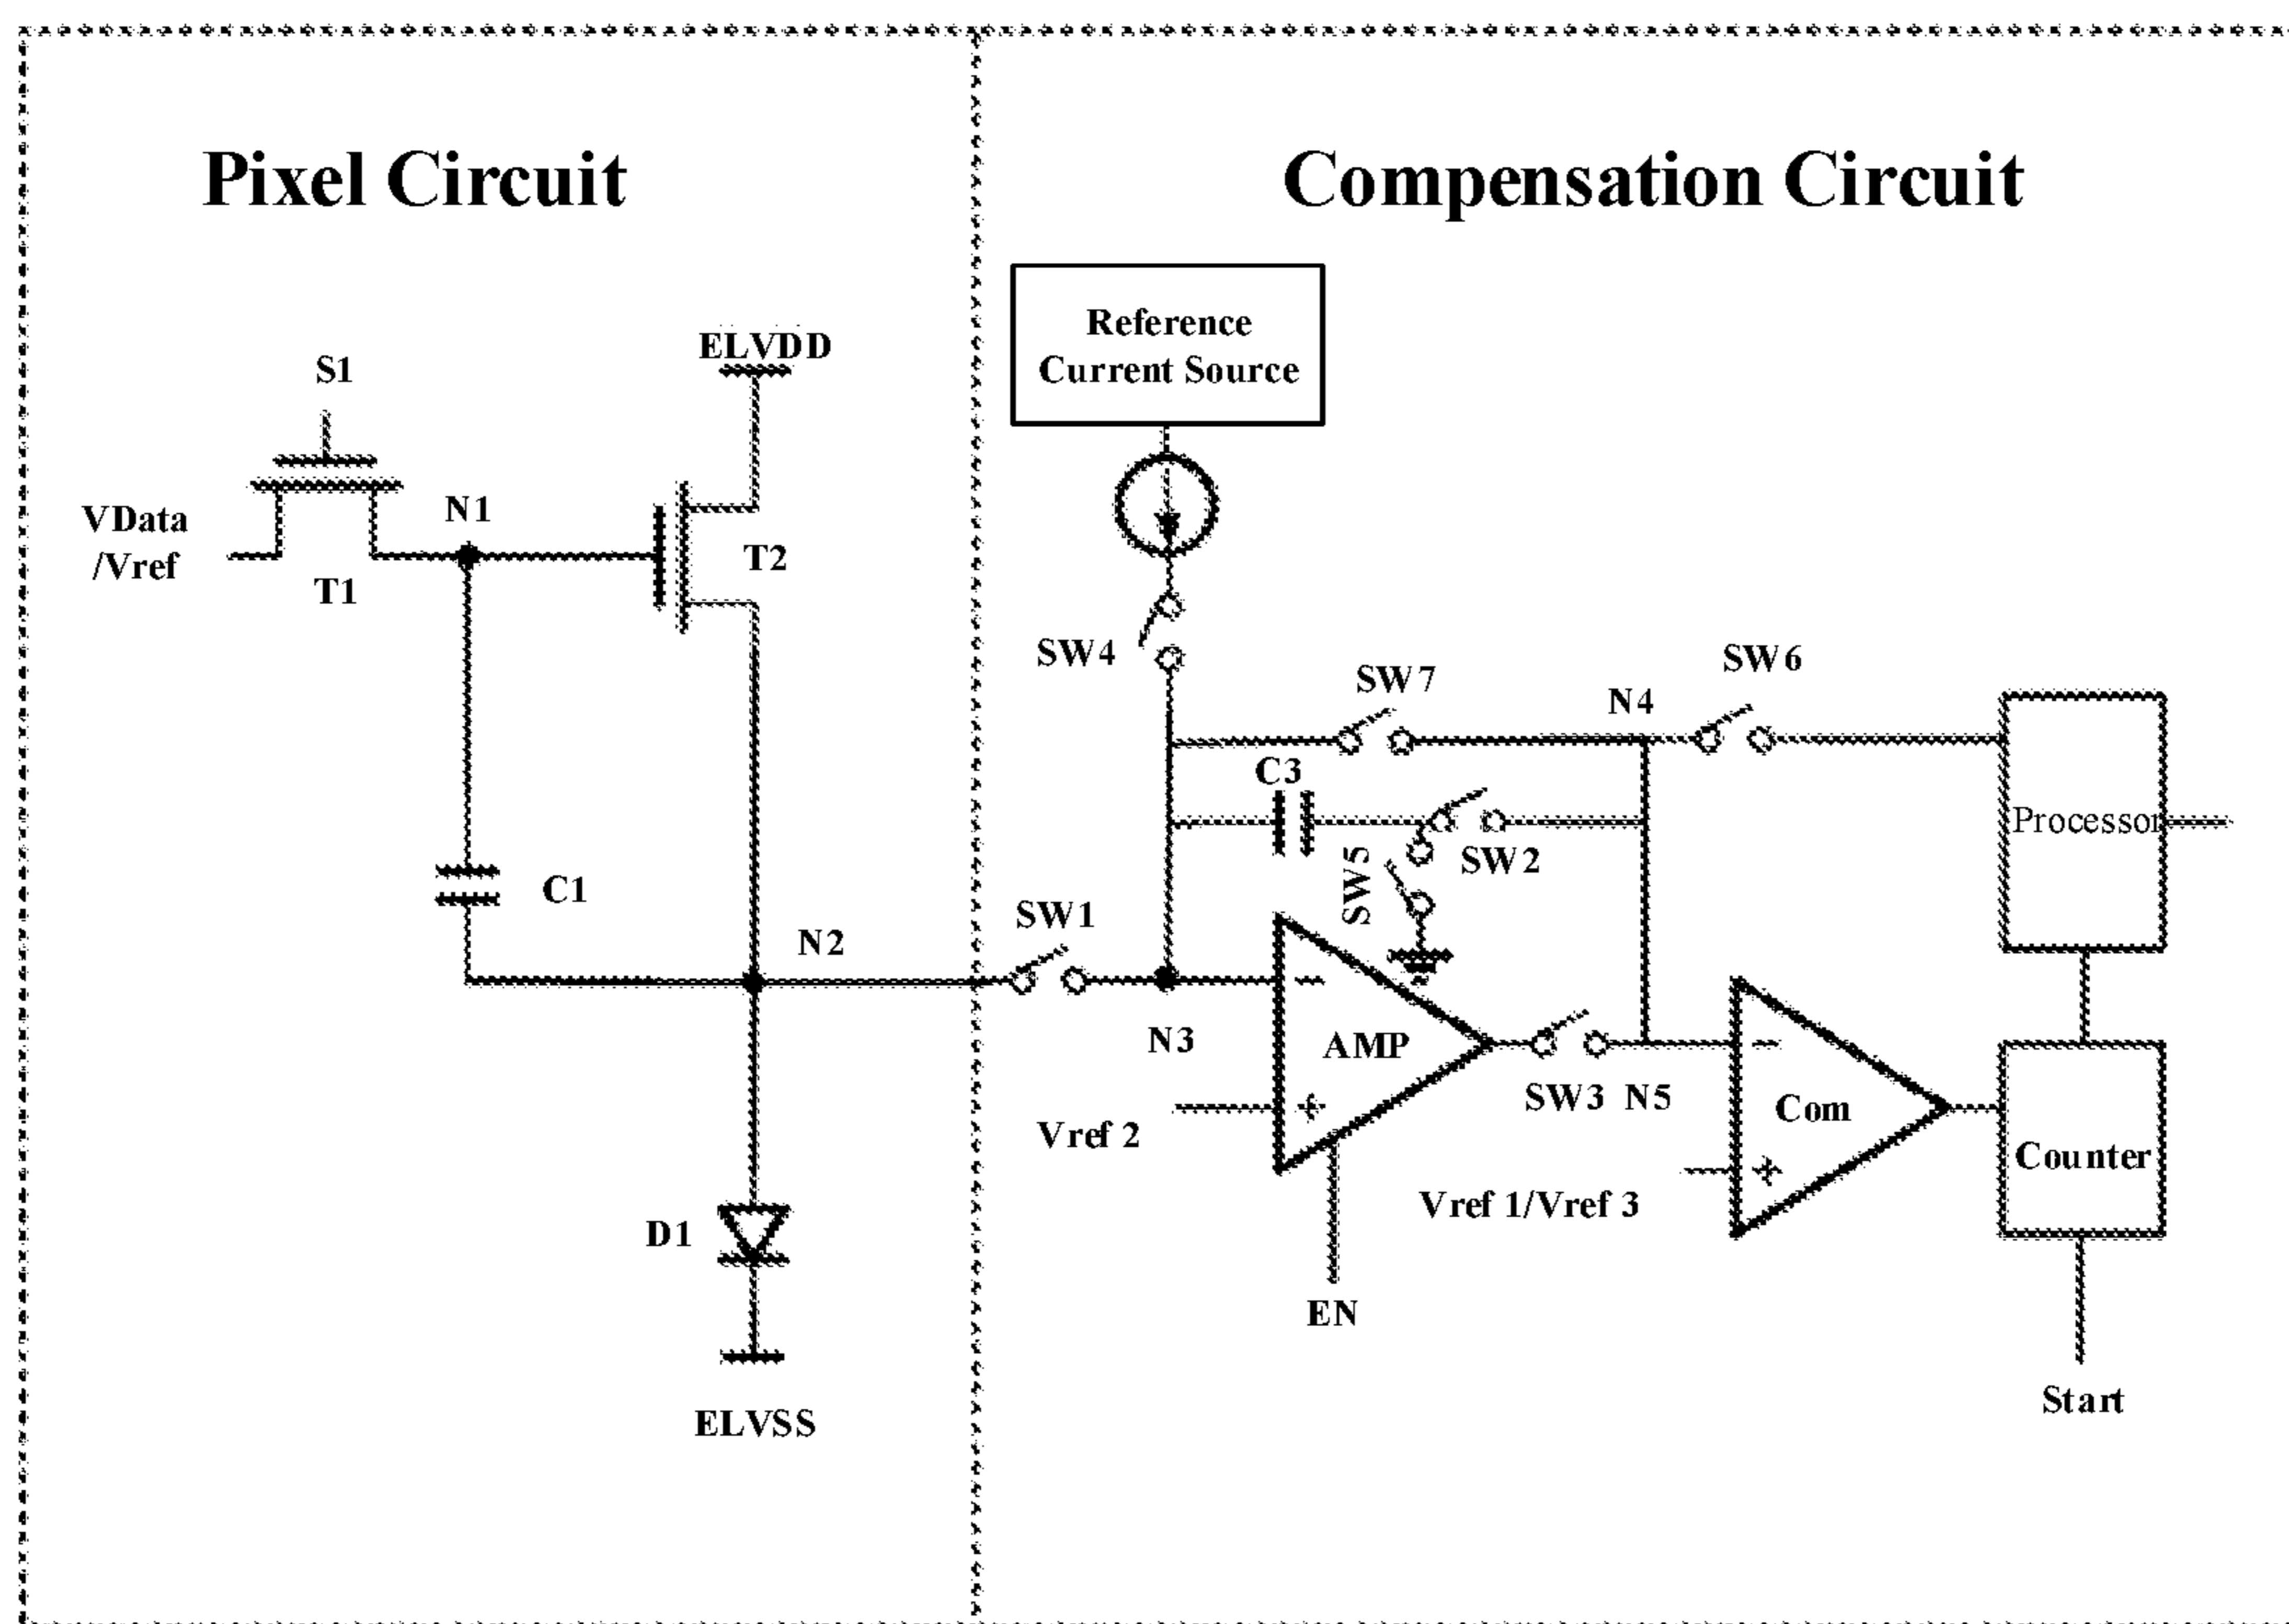 Pixel Circuit
Compensation Circuit
Reference
Current Source
ELVDD
S1
VData
/Vref
N1
T1
T2
SW4
SW7
N4
SW6
C3
SW5
SW2
Processor
C1
N2
SW1
N3
−
AMP
+
SW3
N5
−
Com
+
Vref 2
Vref 1/Vref 3
Counter
D1
EN
Start
ELVSS